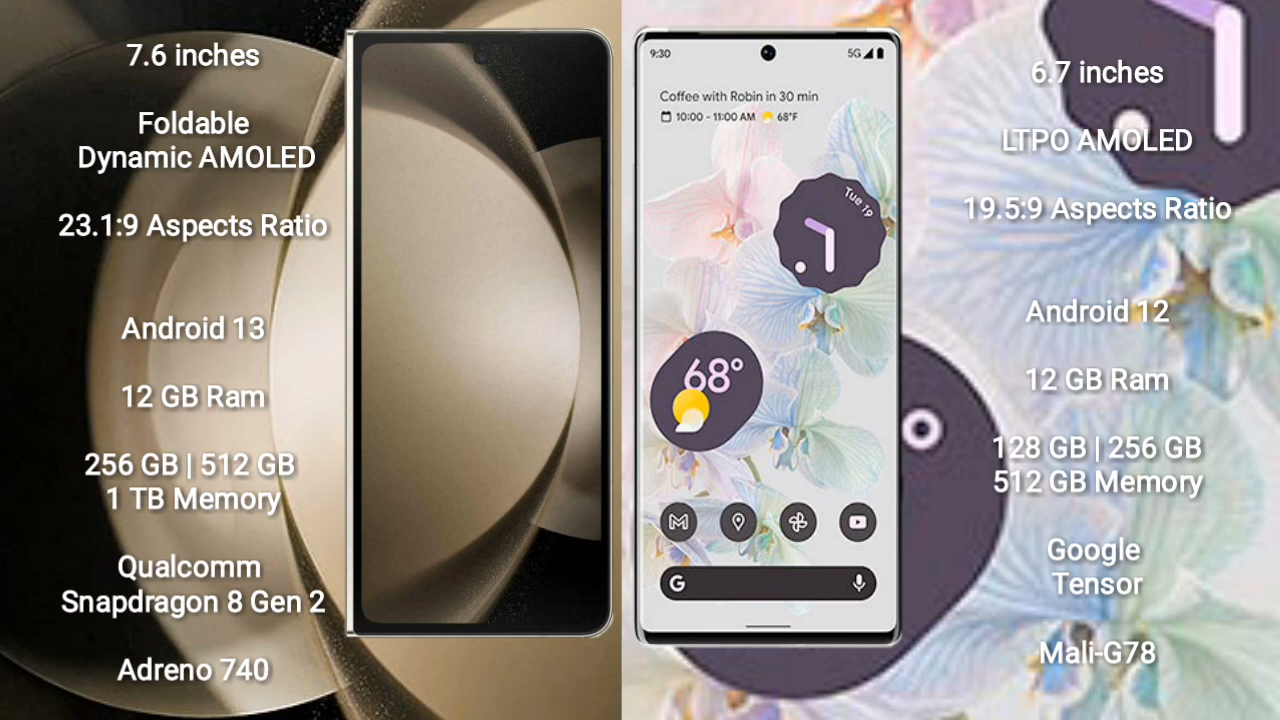 7.6 inches
Foldable
Dynamic AMOLED
23.1:9 Aspects Ratio
Android 13
12 GB Ram
256 GB | 512 GB
1 TB Memory
Qualcomm
Snapdragon 8 Gen 2
Adreno 740
9:30
5G
Coffee with Robin in 30 min
10:00 - 11:00 AM 68°F
Tue 19
68°
G
6.7 inches
LTPO AMOLED
19.5:9 Aspects Ratio
Android 12
12 GB Ram
128 GB | 256 GB
512 GB Memory
Google
Tensor
Mali-G78